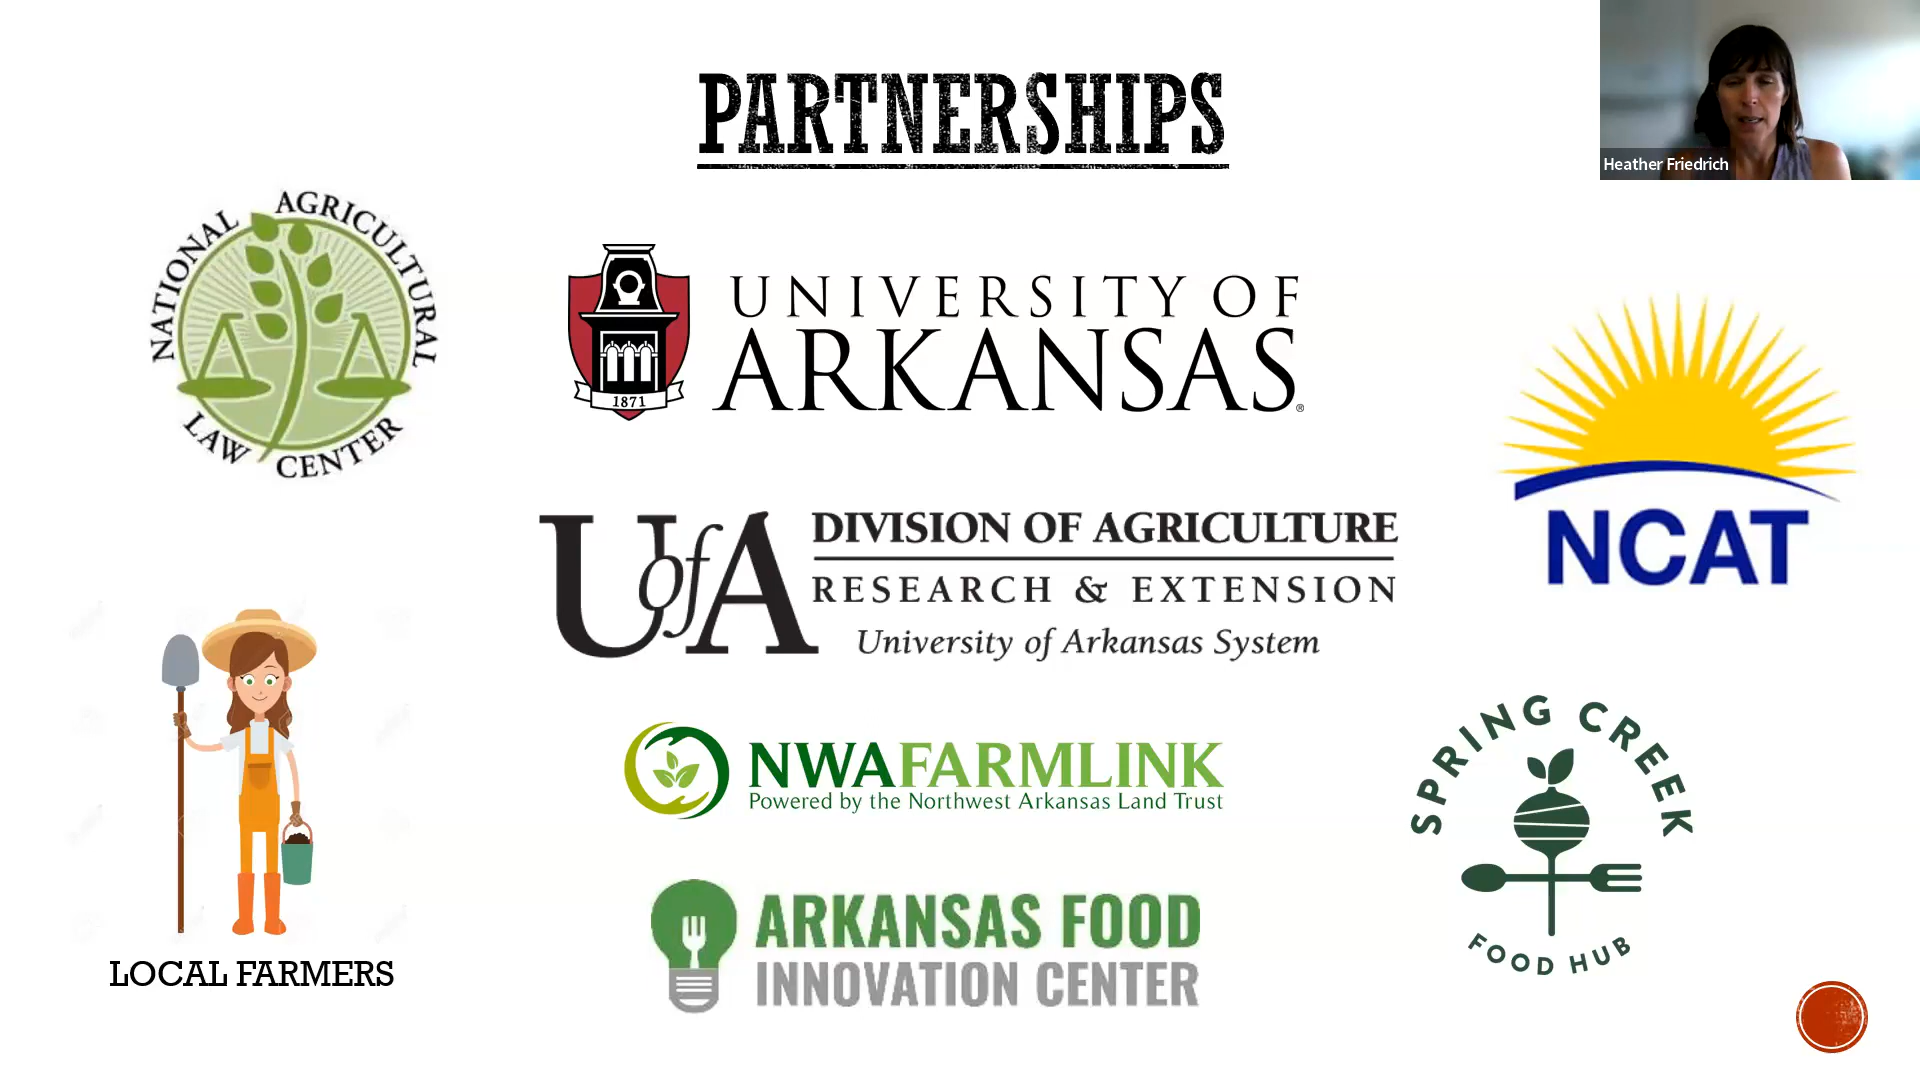 PARTNERSHIPS
Heather Friedrich
NATIONAL AGRICULTURAL
LAW CENTER
1871
UNIVERSITY OF
ARKANSAS®
NCAT
UofA
DIVISION OF AGRICULTURE
RESEARCH & EXTENSION
University of Arkansas System
LOCAL FARMERS
NWAFARMLINK
Powered by the Northwest Arkansas Land Trust
SPRING CREEK
FOOD HUB
ARKANSAS FOOD
INNOVATION CENTER